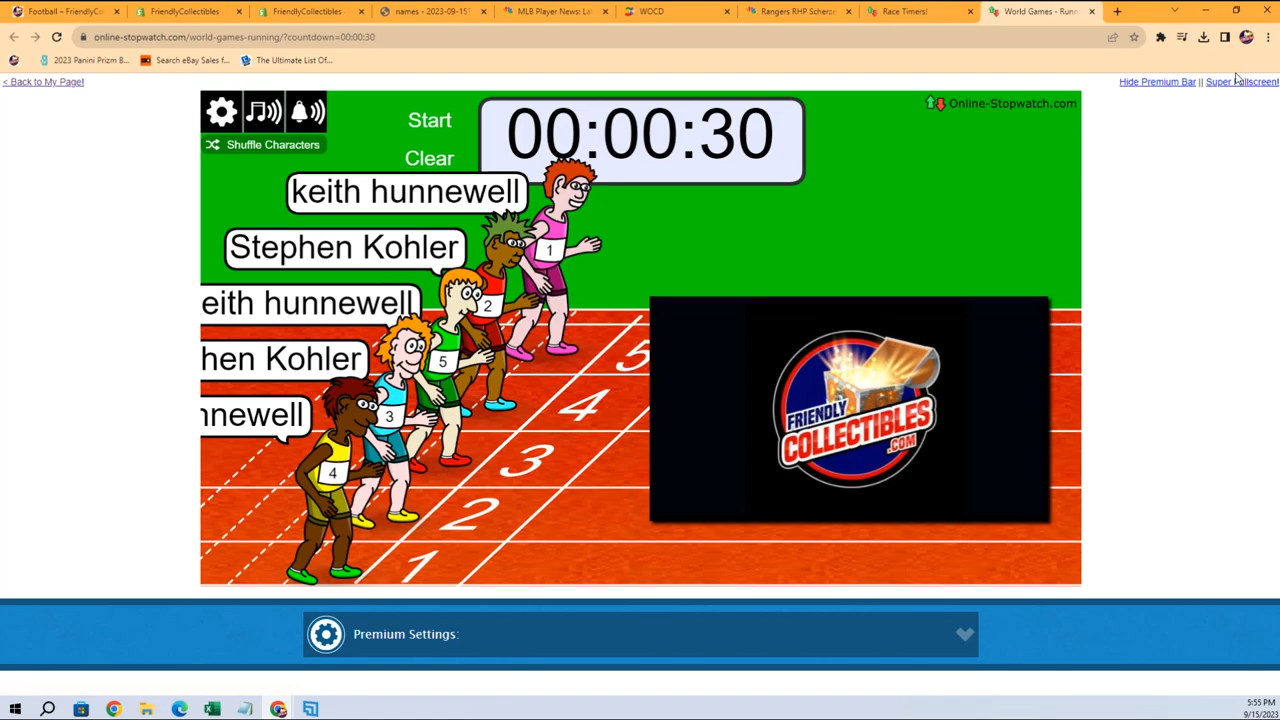 Football – FriendlyCo
FriendlyCollectibles
FriendlyCollectibles -
names - 2023-09-15T
MLB Player News: Lat
WOCD
Rangers RHP Scherze
Race Timers!
World Games - Runn
online-stopwatch.com/world-games-running/?countdown=00:00:30
2023 Panini Prizm B...
Search eBay Sales f...
The Ultimate List Of...
< Back to My Page!
Hide Premium Bar || Super Fullscreen!
Start
Clear
00:00:30
Online-Stopwatch.com
Shuffle Characters
keith hunnewell
Stephen Kohler
eith hunnewell
hen Kohler
nnewell
1
2
5
3
4
5
4
3
2
1
FRIENDLY
COLLECTIBLES
.COM
Premium Settings:
5:55 PM
9/15/2023